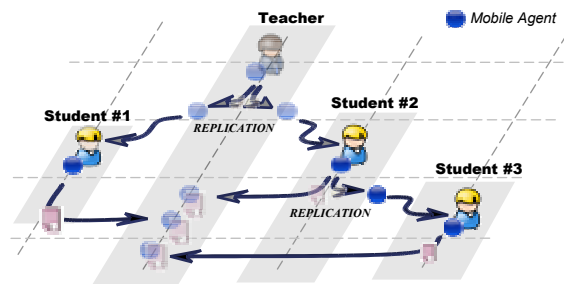 Teacher
Mobile Agent
Student #1
Student #2
REPLICATION
Student #3
REPLICATION